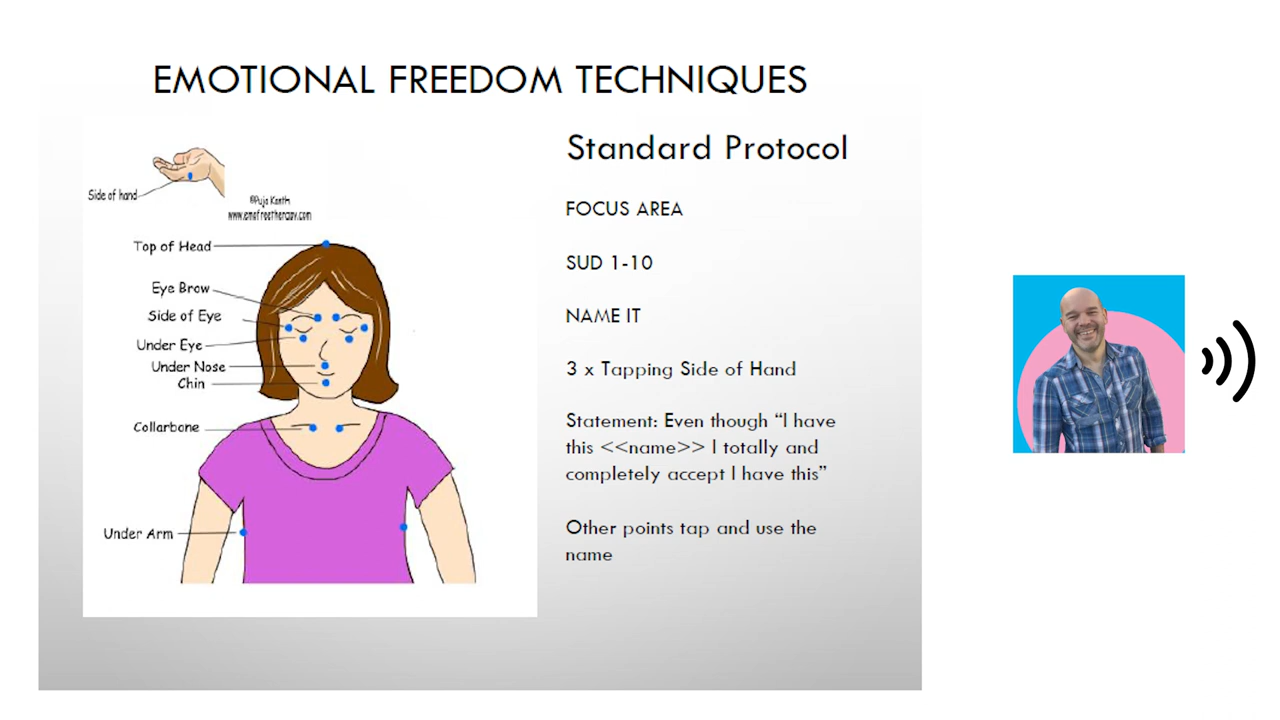 EMOTIONAL FREEDOM TECHNIQUES
Side of hand
©Puja Kanth
www.emofreetherapy.com
Top of Head
Eye Brow
Side of Eye
Under Eye
Under Nose
Chin
Collarbone
Under Arm
Standard Protocol
FOCUS AREA
SUD 1-10
NAME IT
3 x Tapping Side of Hand
Statement: Even though “I have
this <<name>> I totally and
completely accept I have this”
Other points tap and use the
name